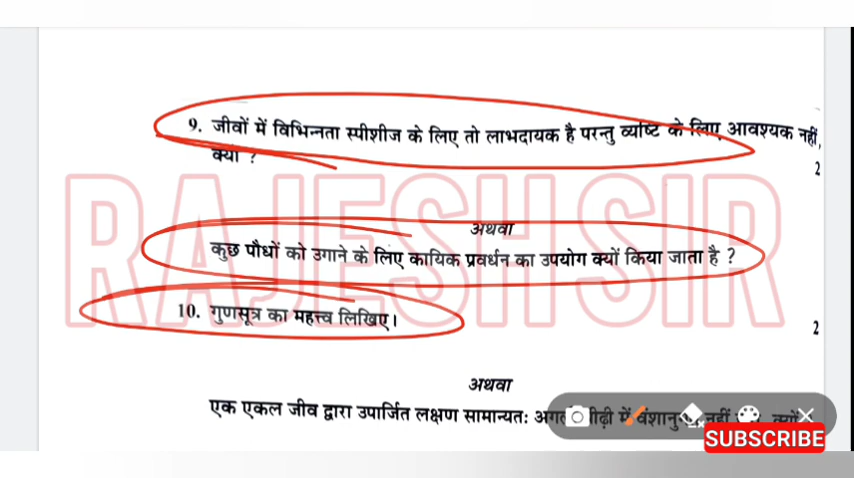 9. जीवों में विभिन्नता स्पीशीज के लिए तो लाभदायक है परन्तु व्यष्टि के लिए आवश्यक नहीं,
क्यों ?
2
RAJESH SIR
अथवा
कुछ पौधों को उगाने के लिए कायिक प्रवर्धन का उपयोग क्यों किया जाता है ?
10. गुणसूत्र का महत्त्व लिखिए।
2
अथवा
एक एकल जीव द्वारा उपार्जित लक्षण सामान्यतः में नहीं
SUBSCRIBE